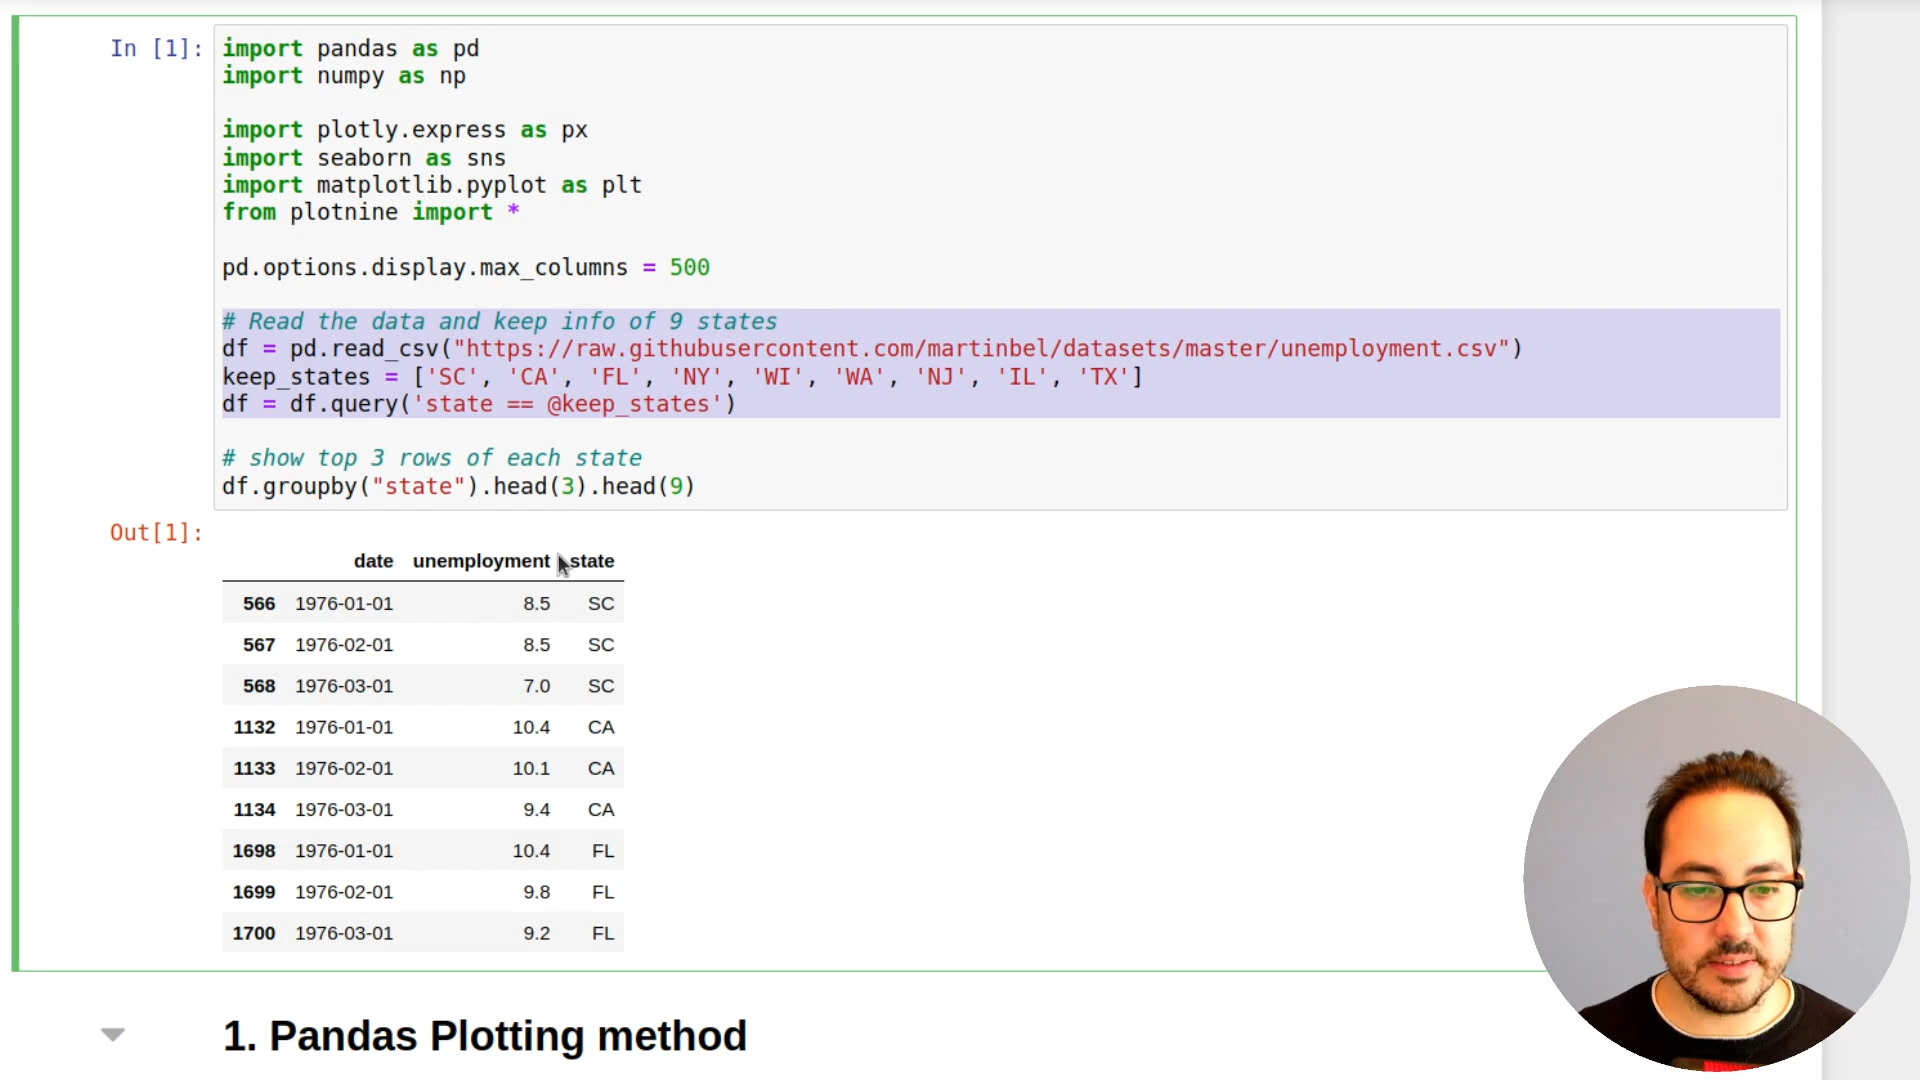 In [1]:
import pandas as pd
import numpy as np
import plotly.express as px
import seaborn as sns
import matplotlib.pyplot as plt
from plotnine import *
pd.options.display.max_columns = 500
# Read the data and keep info of 9 states
df = pd.read_csv("https://raw.githubusercontent.com/martinbel/datasets/master/unemployment.csv")
keep_states = ['SC', 'CA', 'FL', 'NY', 'WI', 'WA', 'NJ', 'IL', 'TX']
df = df.query('state == @keep_states')
# show top 3 rows of each state
df.groupby("state").head(3).head(9)
Out[1]:
date unemployment state
566 1976-01-01 8.5 SC
567 1976-02-01 8.5 SC
568 1976-03-01 7.0 SC
1132 1976-01-01 10.4 CA
1133 1976-02-01 10.1 CA
1134 1976-03-01 9.4 CA
1698 1976-01-01 10.4 FL
1699 1976-02-01 9.8 FL
1700 1976-03-01 9.2 FL
1. Pandas Plotting method